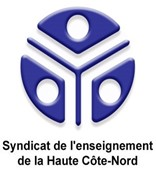 Syndicat de l'enseignement
de la Haute Côte-Nord